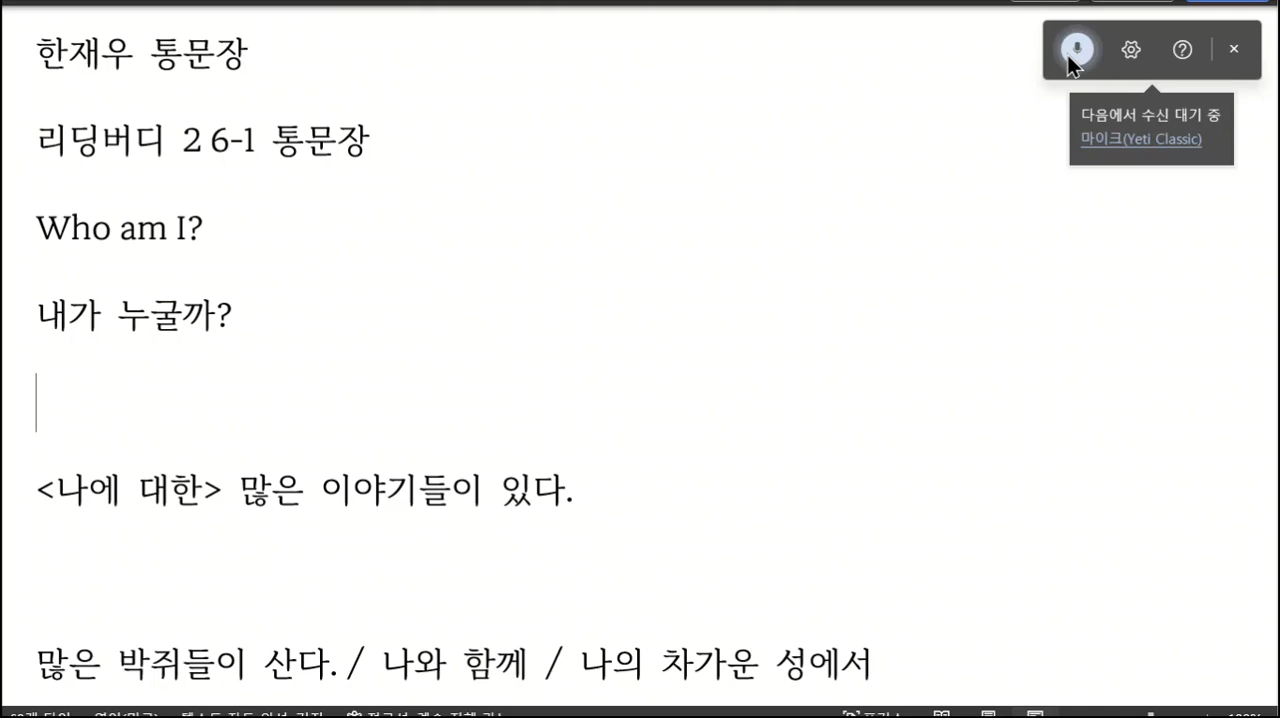 한재우 통문장
리딩버디 2 6-1 통문장
Who am I?
내가 누굴까?
<나에 대한> 많은 이야기들이 있다.
많은 박쥐들이 산다. / 나와 함께 / 나의 차가운 성에서
다음에서 수신 대기 중
마이크(Yeti Classic)